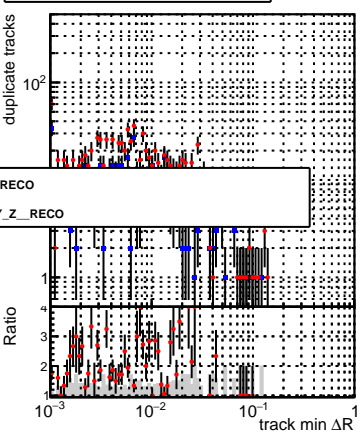 duplicate tracks
10²
RECO
Y_Z__RECO
1
Ratio
4
3
2
1
10⁻³
10⁻²
10⁻¹
1
track min ΔR